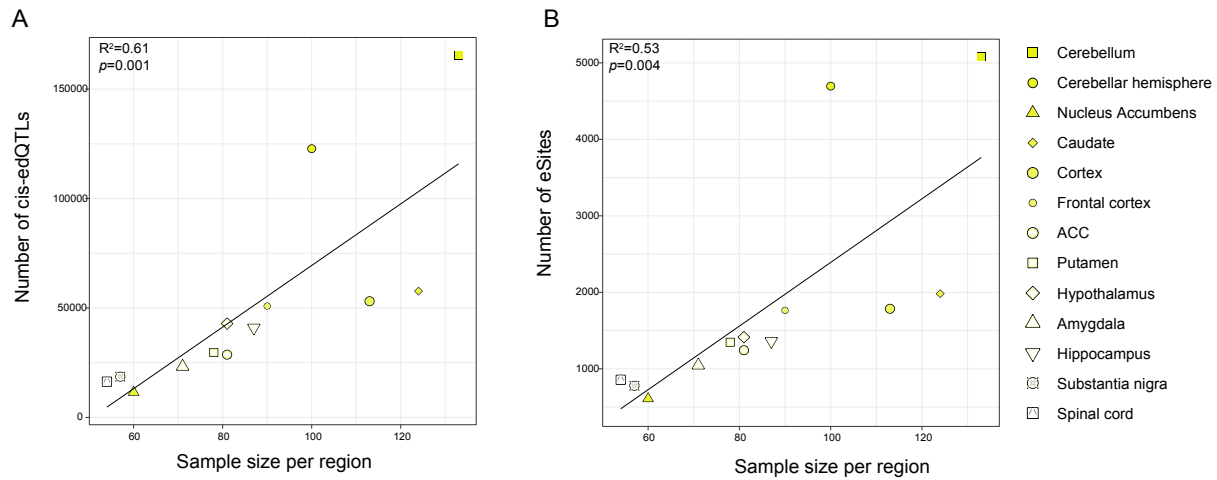 A
R²=0.61
p=0.001
150000
100000
50000
0
Number of cis-edQTLs
60 80 100 120
Sample size per region
B
R²=0.53
p=0.004
5000
4000
3000
2000
1000
Number of eSites
60 80 100 120
Sample size per region
Cerebellum
Cerebellar hemisphere
Nucleus Accumbens
Caudate
Cortex
Frontal cortex
ACC
Putamen
Hypothalamus
Amygdala
Hippocampus
Substantia nigra
Spinal cord